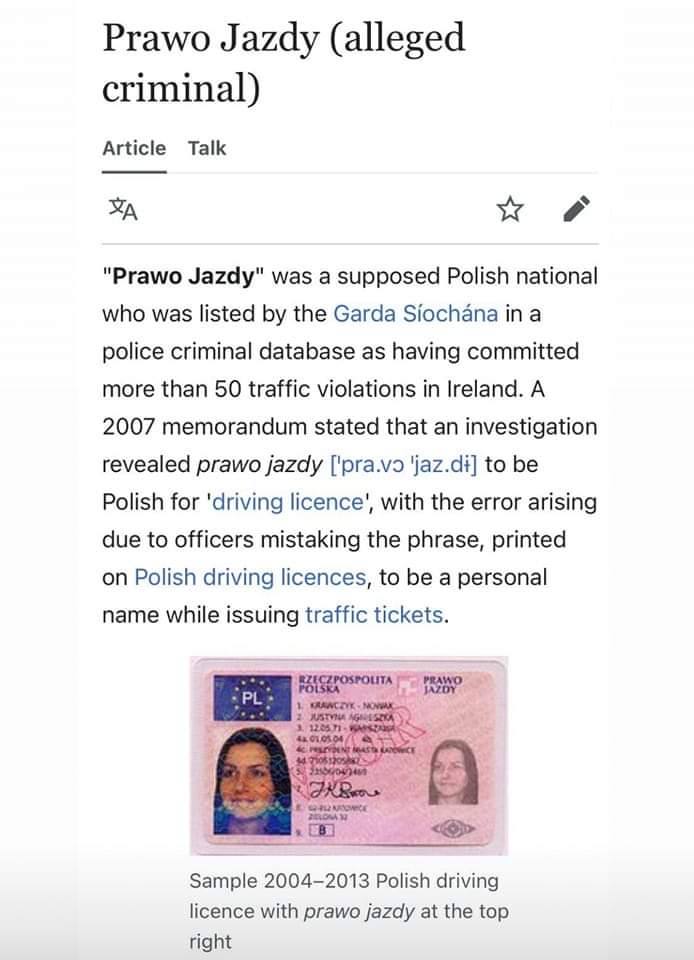 Prawo Jazdy (alleged
criminal)
Article Talk
文A
"Prawo Jazdy" was a supposed Polish national
who was listed by the Garda Síochána in a
police criminal database as having committed
more than 50 traffic violations in Ireland. A
2007 memorandum stated that an investigation
revealed prawo jazdy ['pra.vɔ 'jaz.dɨ] to be
Polish for 'driving licence', with the error arising
due to officers mistaking the phrase, printed
on Polish driving licences, to be a personal
name while issuing traffic tickets.
PL
RZECZPOSPOLITA
POLSKA
PRAWO
JAZDY
1. KRAWCZYK - NOWAK
2. JUSTYNA AGNIESZKA
3. 12.05.71 - WARSZAWA
4a. 01.05.04 4b.
4c. PREZYDENT MIASTA KATOWICE
4d.
5.
7.
8. KATOWICE
ZIELONA 32
9. B
Sample 2004–2013 Polish driving
licence with prawo jazdy at the top
right